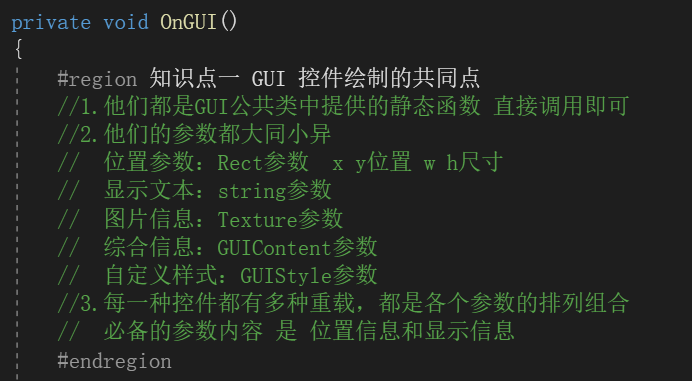 private void OnGUI()
{
#region 知识点一 GUI 控件绘制的共同点
//1.他们都是GUI公共类中提供的静态函数 直接调用即可
//2.他们的参数都大同小异
//  位置参数：Rect参数  x y位置 w h尺寸
//  显示文本：string参数
//  图片信息：Texture参数
//  综合信息：GUIContent参数
//  自定义样式：GUIStyle参数
//3.每一种控件都有多种重载，都是各个参数的排列组合
//  必备的参数内容 是 位置信息和显示信息
#endregion